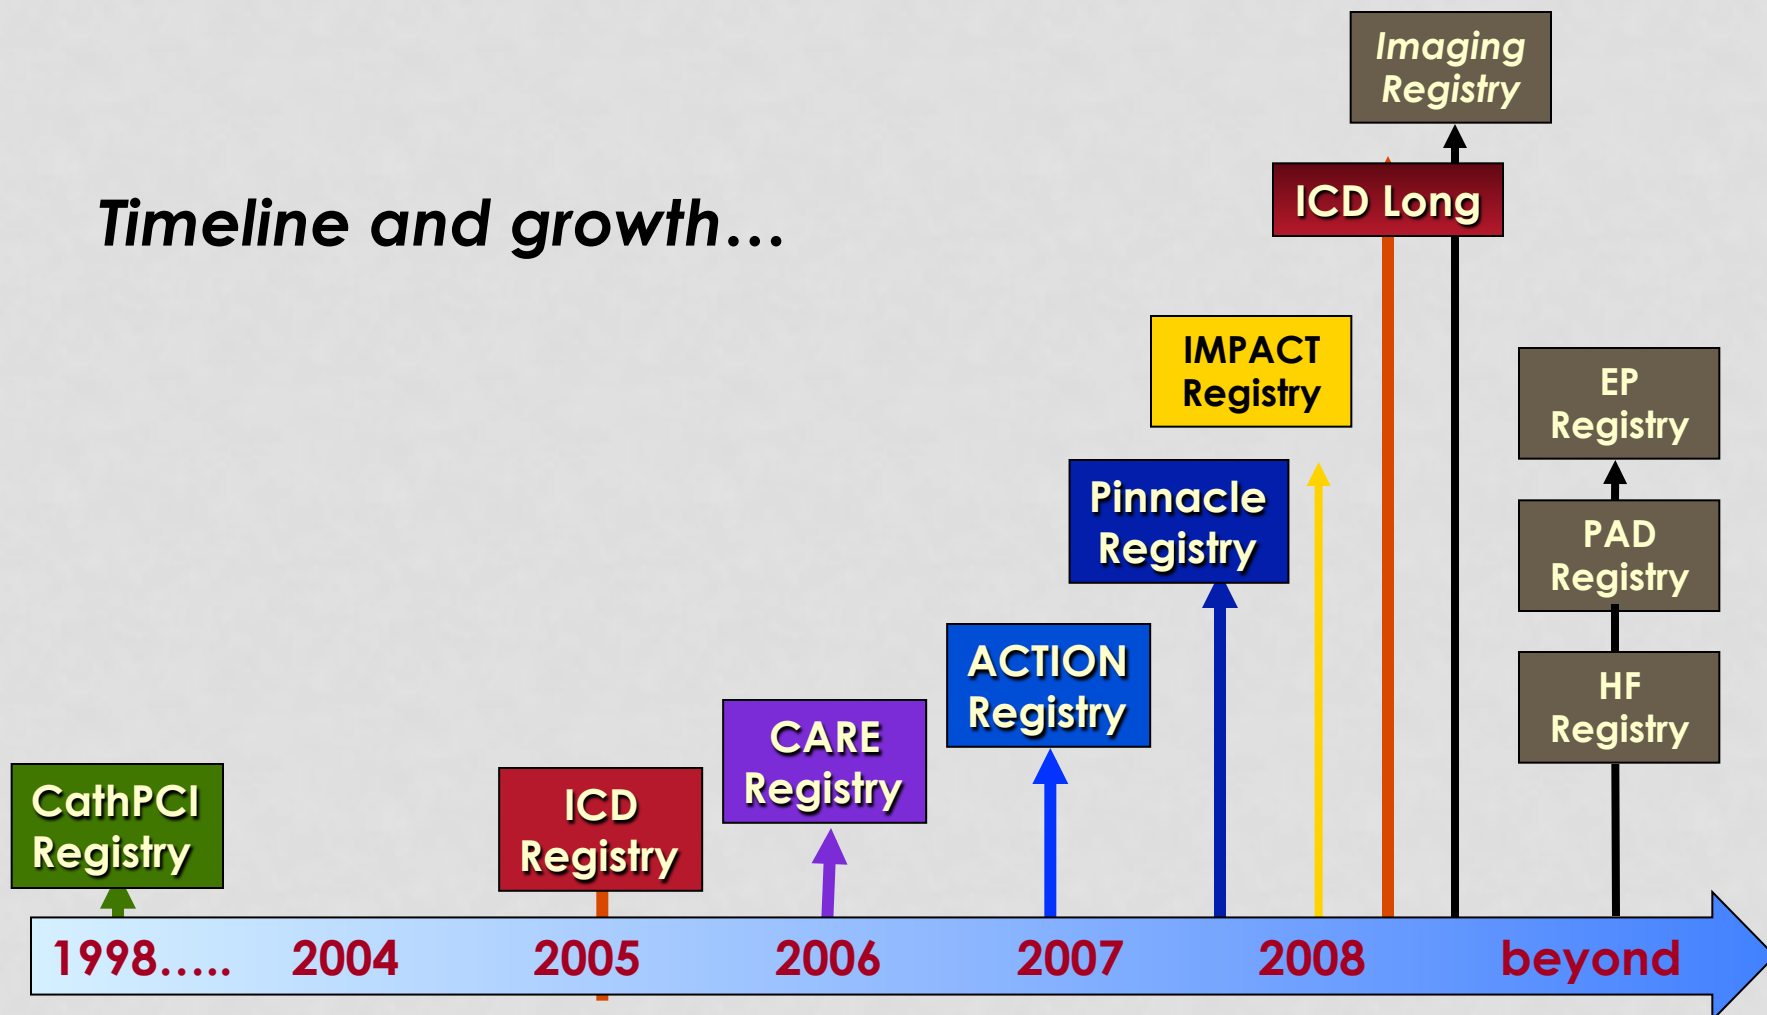 Imaging
Registry
ICD Long
Timeline and growth...
IMPACT
Registry
EP
Registry
Pinnacle
Registry
PAD
Registry
ACTION
Registry
HF
Registry
CARE
Registry
CathPCI
Registry
ICD
Registry
1998..... 2004 2005 2006 2007 2008 beyond